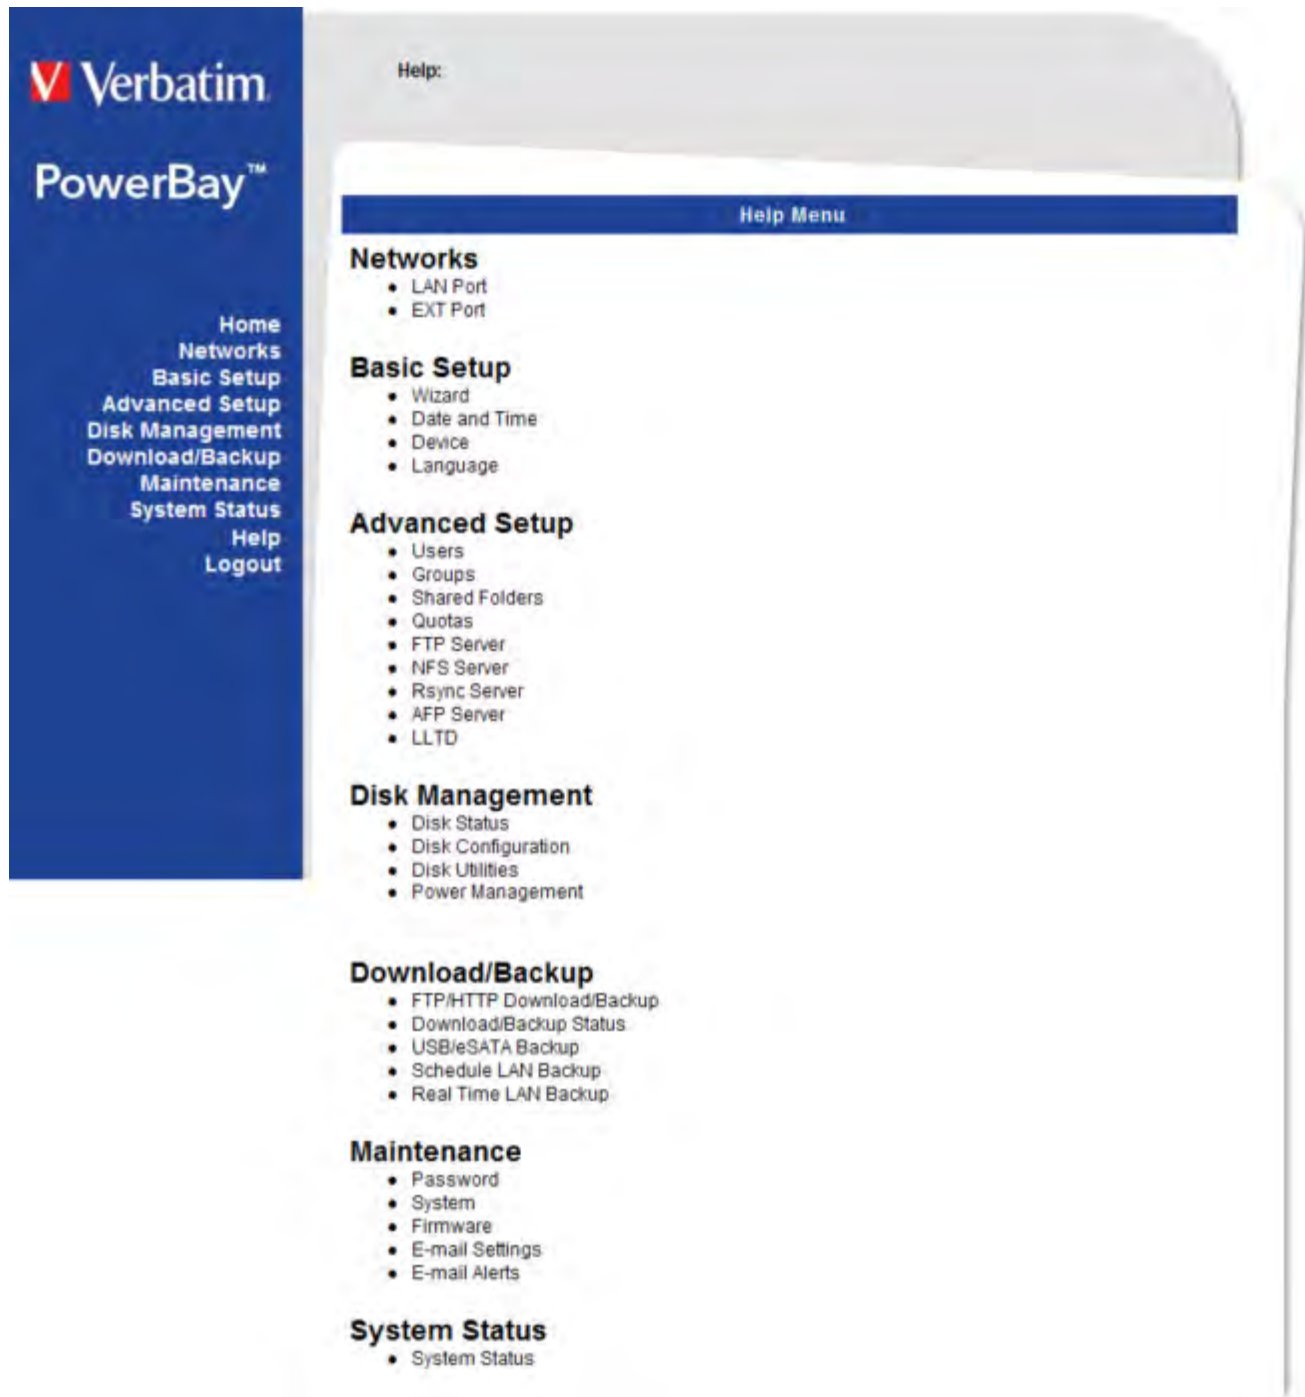 Verbatim
PowerBay™
Home
Networks
Basic Setup
Advanced Setup
Disk Management
Download/Backup
Maintenance
System Status
Help
Logout
Help:
Help Menu
Networks
• LAN Port
• EXT Port
Basic Setup
• Wizard
• Date and Time
• Device
• Language
Advanced Setup
• Users
• Groups
• Shared Folders
• Quotas
• FTP Server
• NFS Server
• Rsync Server
• AFP Server
• LLTD
Disk Management
• Disk Status
• Disk Configuration
• Disk Utilities
• Power Management
Download/Backup
• FTP/HTTP Download/Backup
• Download/Backup Status
• USB/eSATA Backup
• Schedule LAN Backup
• Real Time LAN Backup
Maintenance
• Password
• System
• Firmware
• E-mail Settings
• E-mail Alerts
System Status
• System Status